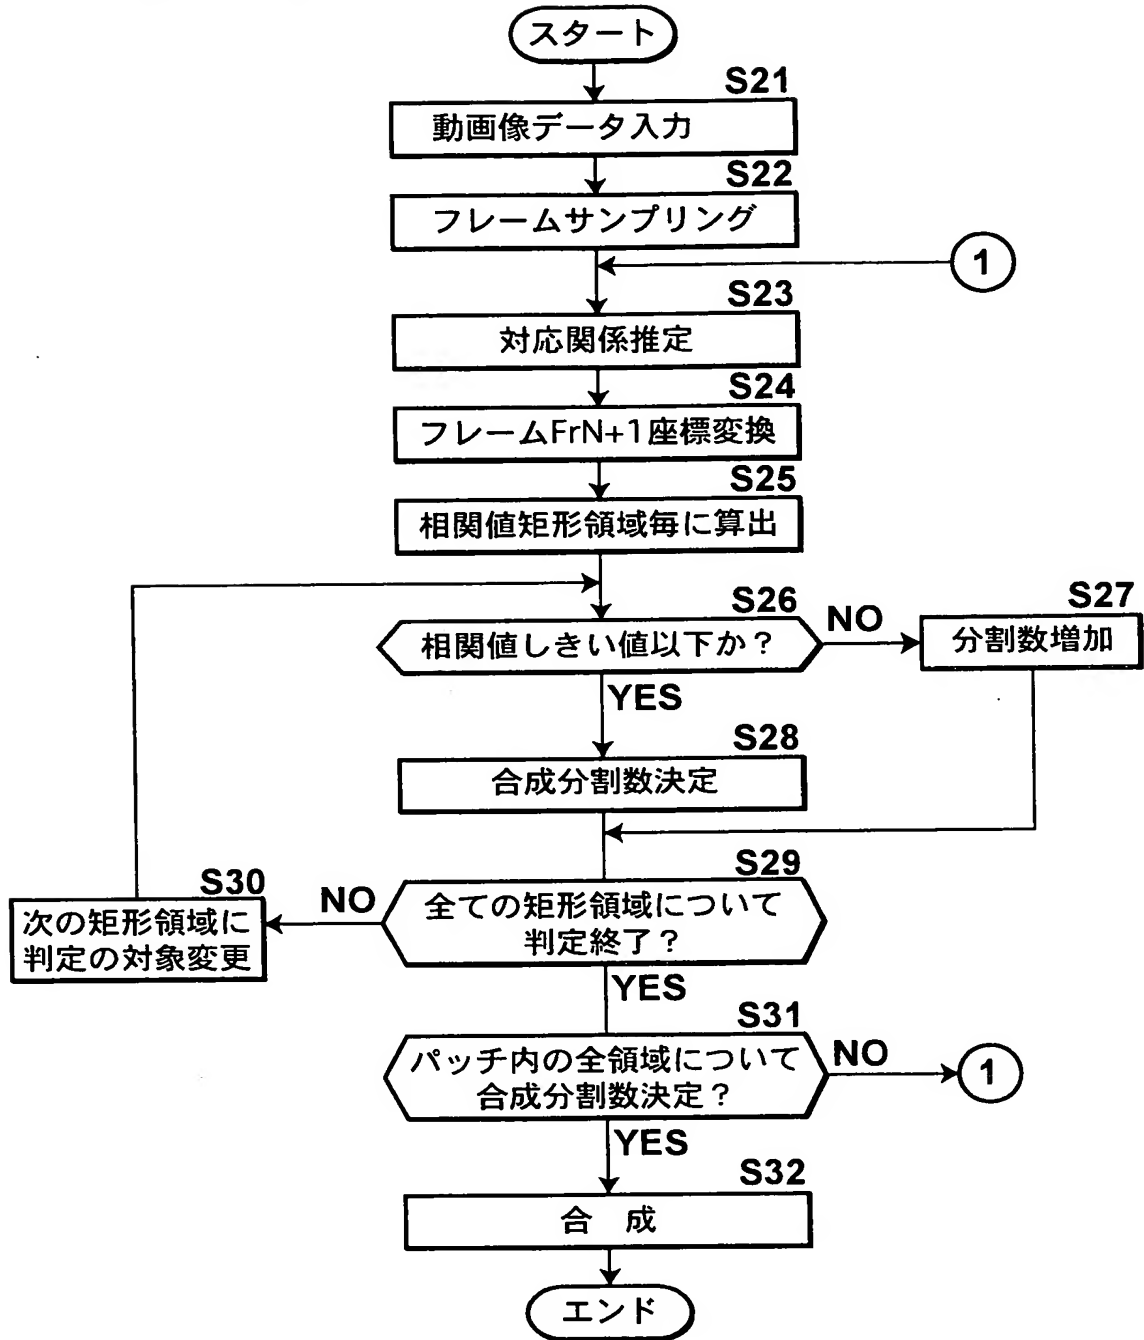 スタート
S21
動画像データ入力
S22
フレームサンプリング
1
S23
対応関係推定
S24
フレームFrN+1座標変換
S25
相関値矩形領域毎に算出
S26
相関値しきい値以下か？
NO
S27
分割数増加
YES
S28
合成分割数決定
S29
全ての矩形領域について
判定終了？
NO
S30
次の矩形領域に
判定の対象変更
YES
S31
パッチ内の全領域について
合成分割数決定？
NO
1
YES
S32
合 成
エンド